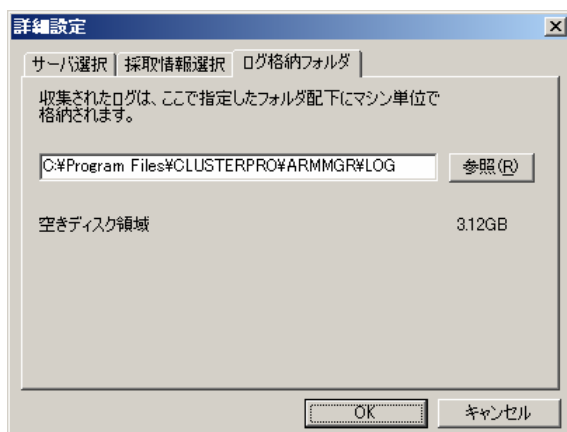 詳細設定
サーバ選択 採取情報選択 ログ格納フォルダ
収集されたログは、ここで指定したフォルダ配下にマシン単位で
格納されます。
C:¥Program Files¥CLUSTERPRO¥ARMMGR¥LOG 参照(R)
空きディスク領域 3.12GB
OK キャンセル